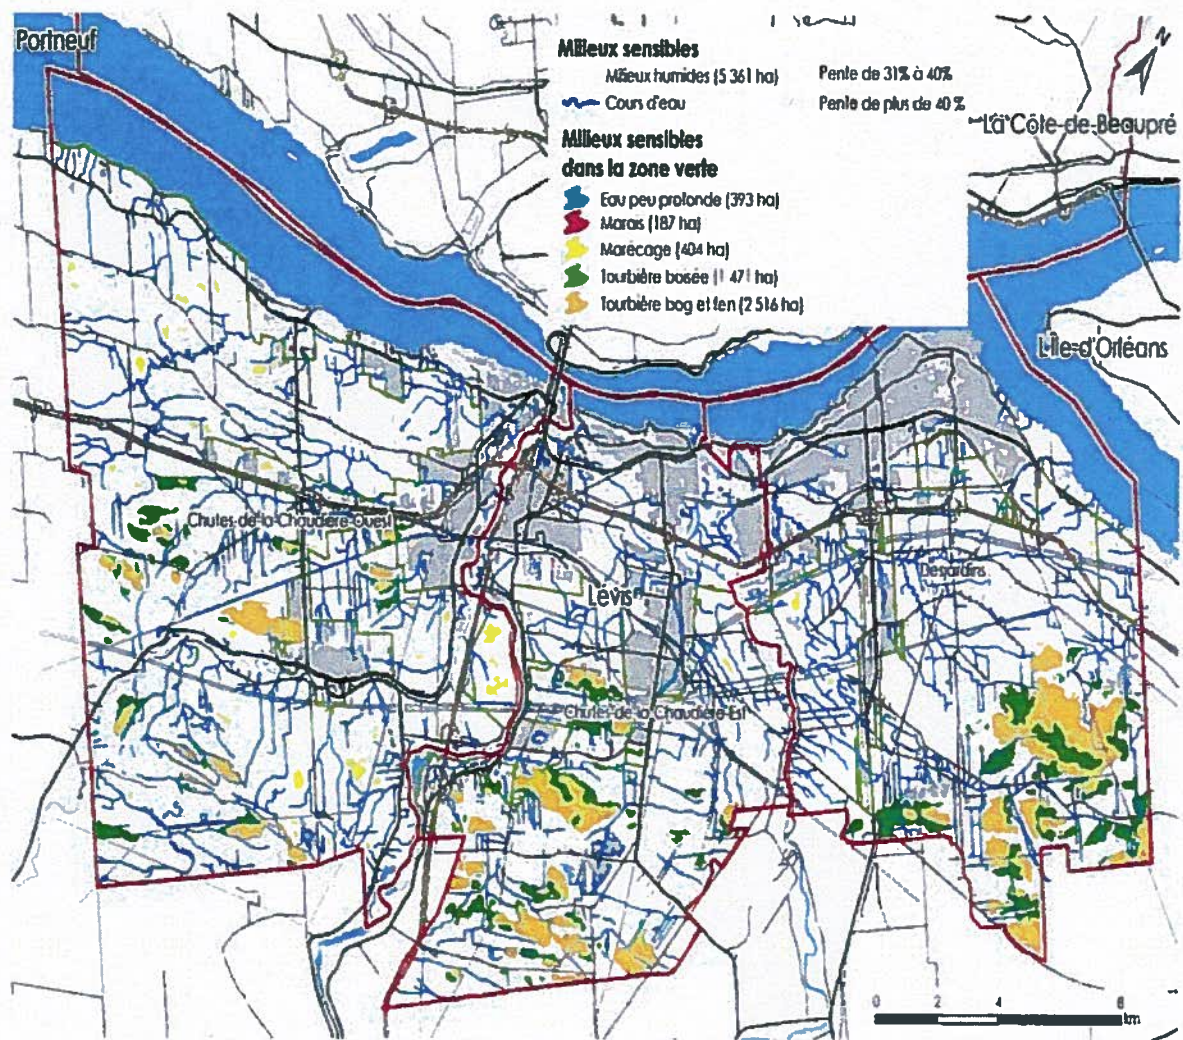 Portneuf
Milieux sensibles
Milieux humides (5 361 ha)
Cours d'eau
Pente de 31% à 40%
Pente de plus de 40%
Milieux sensibles
dans la zone verte
Eau peu profonde (393 ha)
Marais (187 ha)
Marécage (404 ha)
Tourbière boisée (1 471 ha)
Tourbière bog et fen (2 516 ha)
N
La Côte-de-Beaupré
L'Île-d'Orléans
Chutes-de-la-Chaudière-Ouest
Desjardins
Lévis
Chutes-de-la-Chaudière-Est
0 2 4 8
km